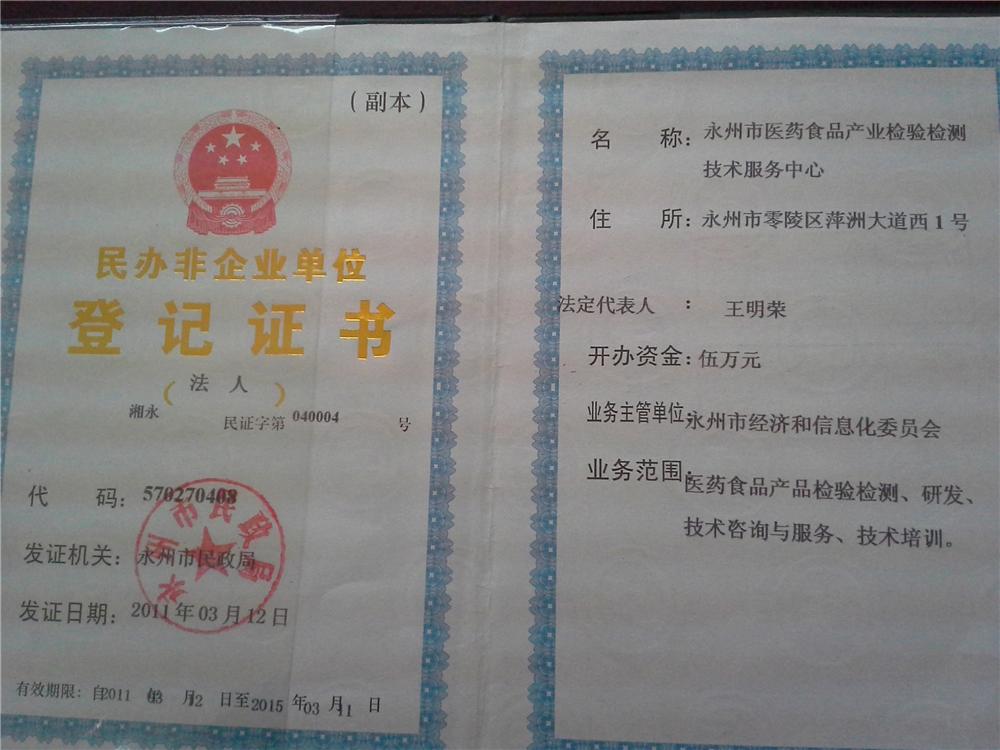 （副本）
民办非企业单位
登记证书
（法人）
湘永 民证字第 040004 号
代 码：570270408
发证机关：永州市民政局
发证日期：2011年03月12日
有效期限：自2011 年03 月12 日至2015 年03 月11 日
永州市民政局
名 称：永州市医药食品产业检验检测
技术服务中心
住 所：永州市零陵区萍洲大道西1号
法定代表人 ：王明荣
开办资金：伍万元
业务主管单位：永州市经济和信息化委员会
业务范围：医药食品产品检验检测、研发、
技术咨询与服务、技术培训。